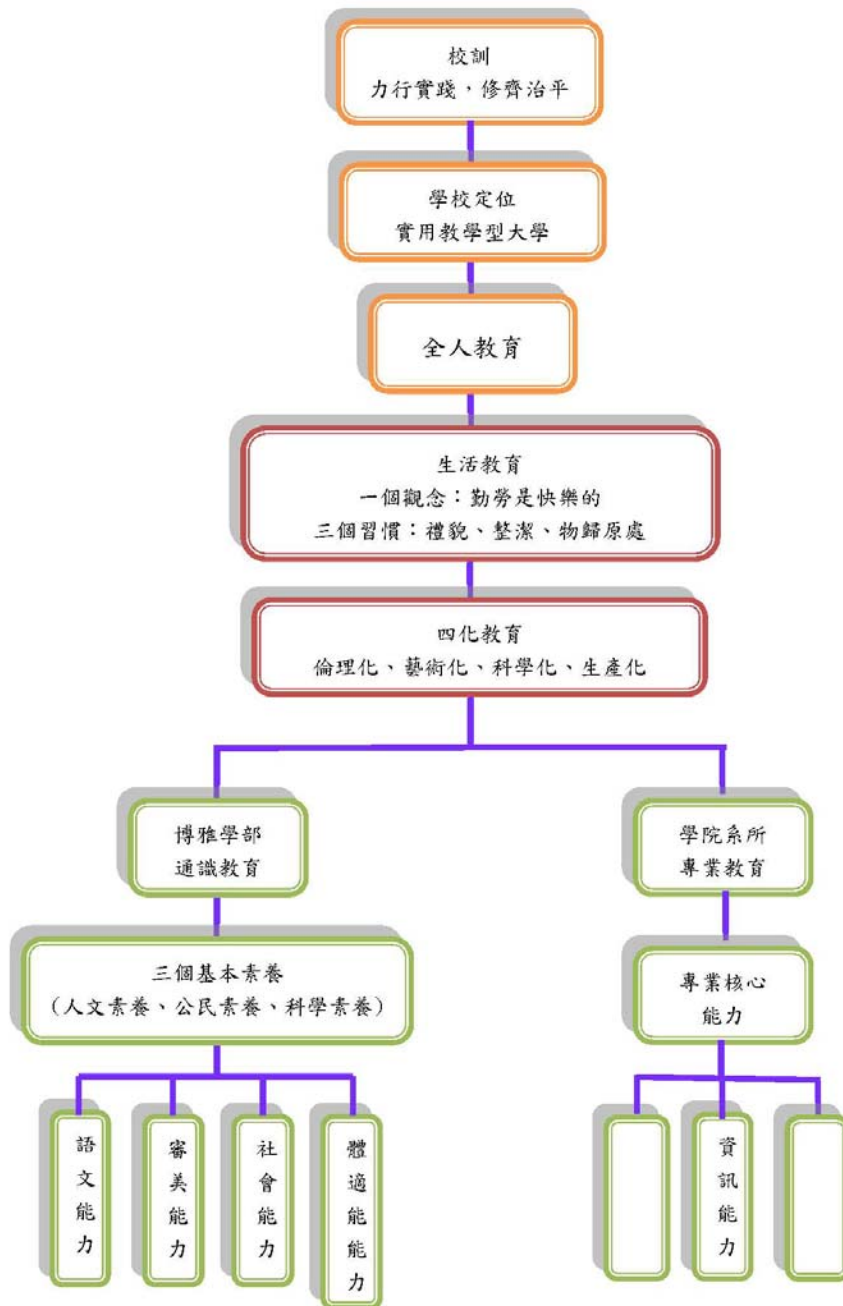 校訓
力行實踐，修齊治平
學校定位
實用教學型大學
全人教育
生活教育
一個觀念：勤勞是快樂的
三個習慣：禮貌、整潔、物歸原處
四化教育
倫理化、藝術化、科學化、生產化
博雅學部
通識教育
學院系所
專業教育
三個基本素養
（人文素養、公民素養、科學素養）
專業核心
能力
語文能力
審美能力
社會能力
體適能能力
資訊能力